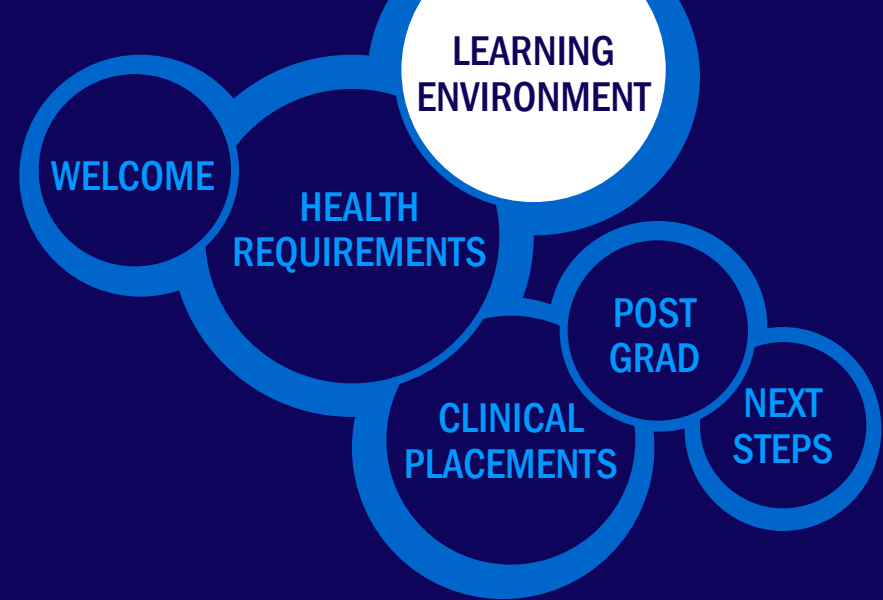 LEARNING
ENVIRONMENT
WELCOME
HEALTH
REQUIREMENTS
POST
GRAD
NEXT
STEPS
CLINICAL
PLACEMENTS